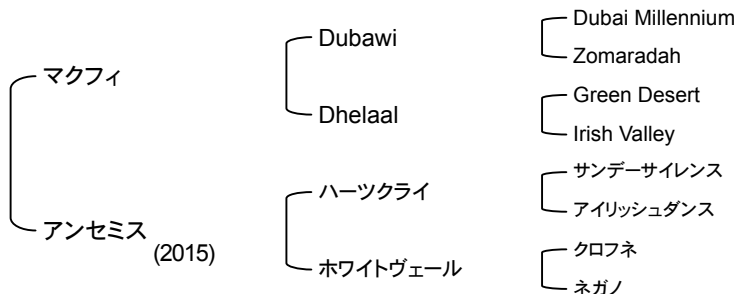 マクフィ
アンセミス
(2015)
Dubawi
Dhelaal
ハーツクライ
ホワイトヴェール
Dubai Millennium
Zomaradah
Green Desert
Irish Valley
サンデーサイレンス
アイリッシュダンス
クロフネ
ネガノ